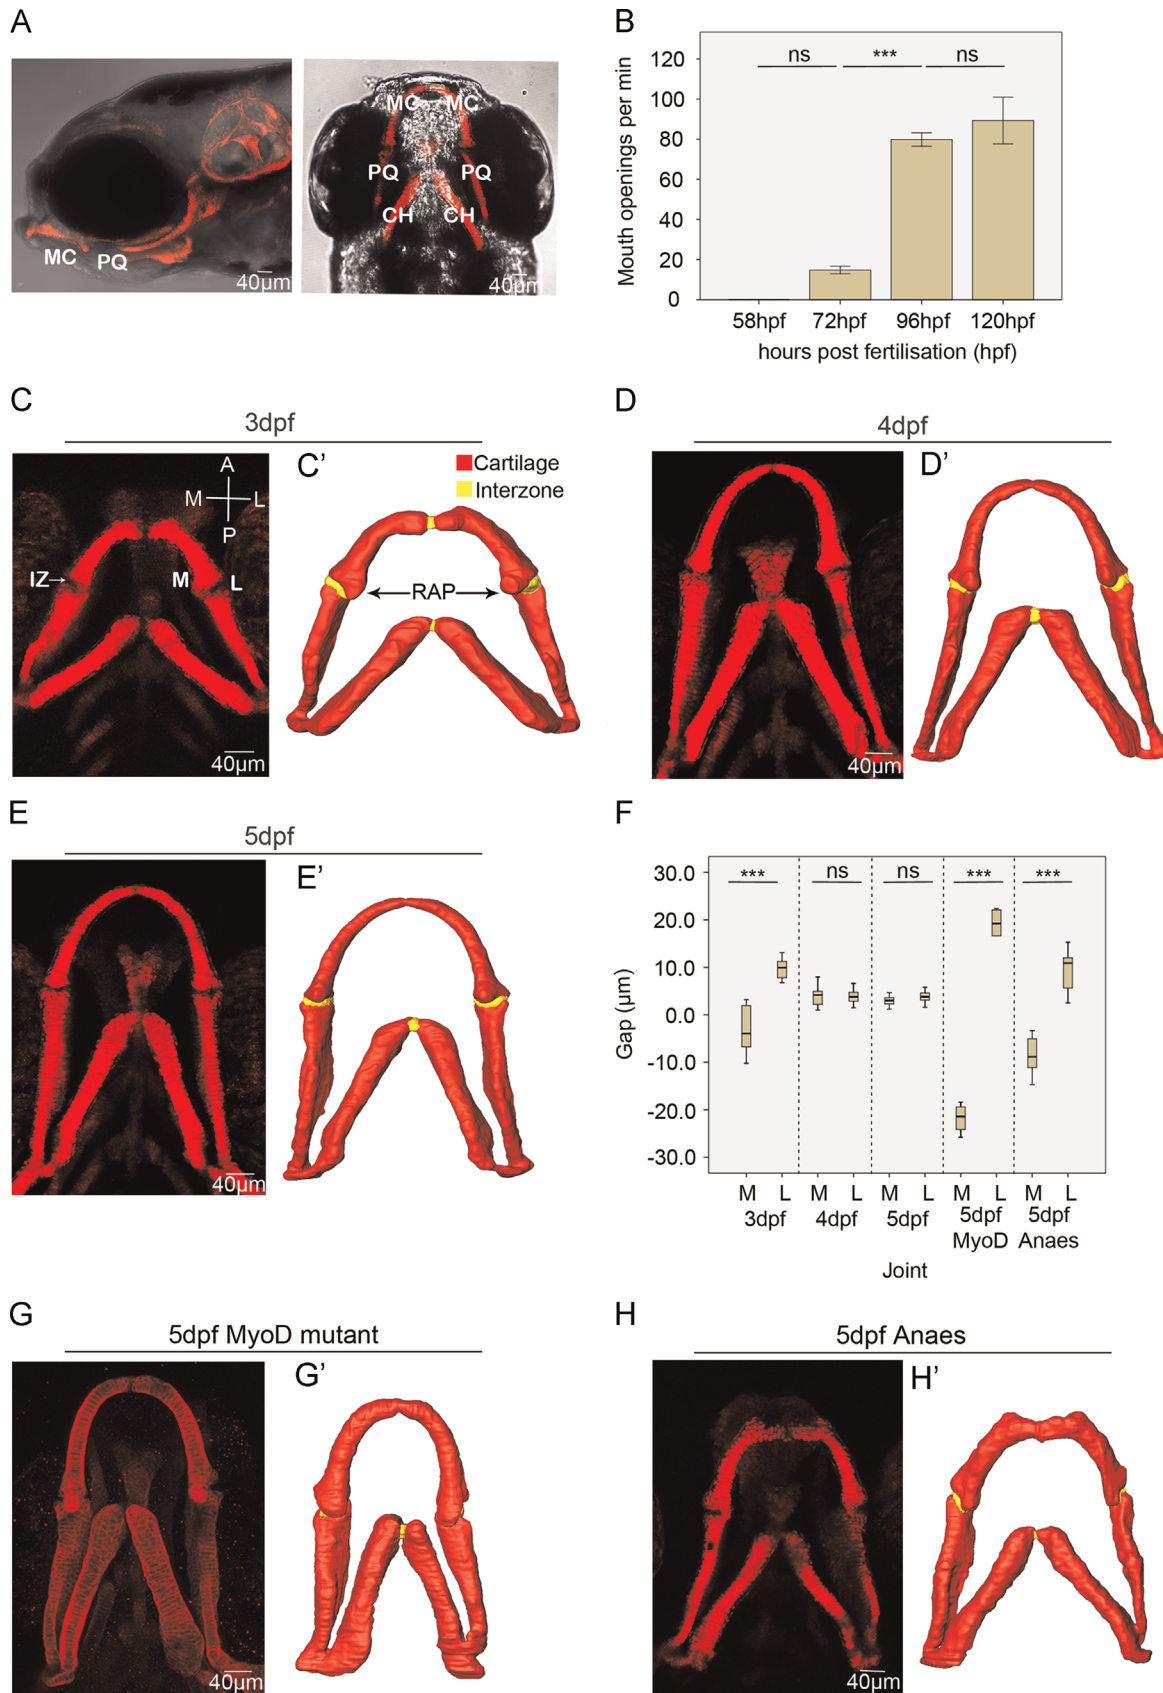 A
MC
PQ
40µm
MC MC
PQ PQ
CH CH
40µm
B
Mouth openings per min
120
100
80
60
40
20
0
ns *** ns
58hpf 72hpf 96hpf 120hpf
hours post fertilisation (hpf)
C
3dpf
A
M L
P
IZ→
M L
40µm
C'
Cartilage
Interzone
RAP
D
4dpf
40µm
D'
E
5dpf
40µm
E'
F
Gap (µm)
30.0
20.0
10.0
0.0
-10.0
-20.0
-30.0
*** ns ns *** ***
M L M L M L M L M L
3dpf 4dpf 5dpf 5dpf 5dpf
MyoD Anaes
Joint
G
5dpf MyoD mutant
40µm
G'
H
5dpf Anaes
40µm
H'